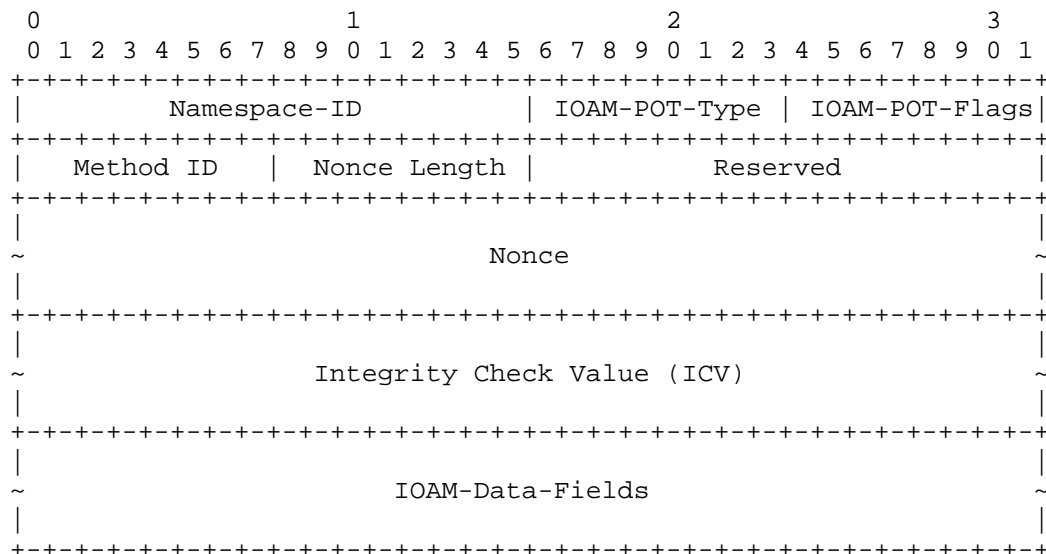 0                   1                   2                   3
 0 1 2 3 4 5 6 7 8 9 0 1 2 3 4 5 6 7 8 9 0 1 2 3 4 5 6 7 8 9 0 1
+-+-+-+-+-+-+-+-+-+-+-+-+-+-+-+-+-+-+-+-+-+-+-+-+-+-+-+-+-+-+-+-+
|         Namespace-ID          | IOAM-POT-Type | IOAM-POT-Flags|
+-+-+-+-+-+-+-+-+-+-+-+-+-+-+-+-+-+-+-+-+-+-+-+-+-+-+-+-+-+-+-+-+
|   Method ID   |  Nonce Length |           Reserved            |
+-+-+-+-+-+-+-+-+-+-+-+-+-+-+-+-+-+-+-+-+-+-+-+-+-+-+-+-+-+-+-+-+
|                                                               |
~                             Nonce                             ~
|                                                               |
+-+-+-+-+-+-+-+-+-+-+-+-+-+-+-+-+-+-+-+-+-+-+-+-+-+-+-+-+-+-+-+-+
|                                                               |
~                  Integrity Check Value (ICV)                  ~
|                                                               |
+-+-+-+-+-+-+-+-+-+-+-+-+-+-+-+-+-+-+-+-+-+-+-+-+-+-+-+-+-+-+-+-+
|                                                               |
~                       IOAM-Data-Fields                        ~
|                                                               |
+-+-+-+-+-+-+-+-+-+-+-+-+-+-+-+-+-+-+-+-+-+-+-+-+-+-+-+-+-+-+-+-+